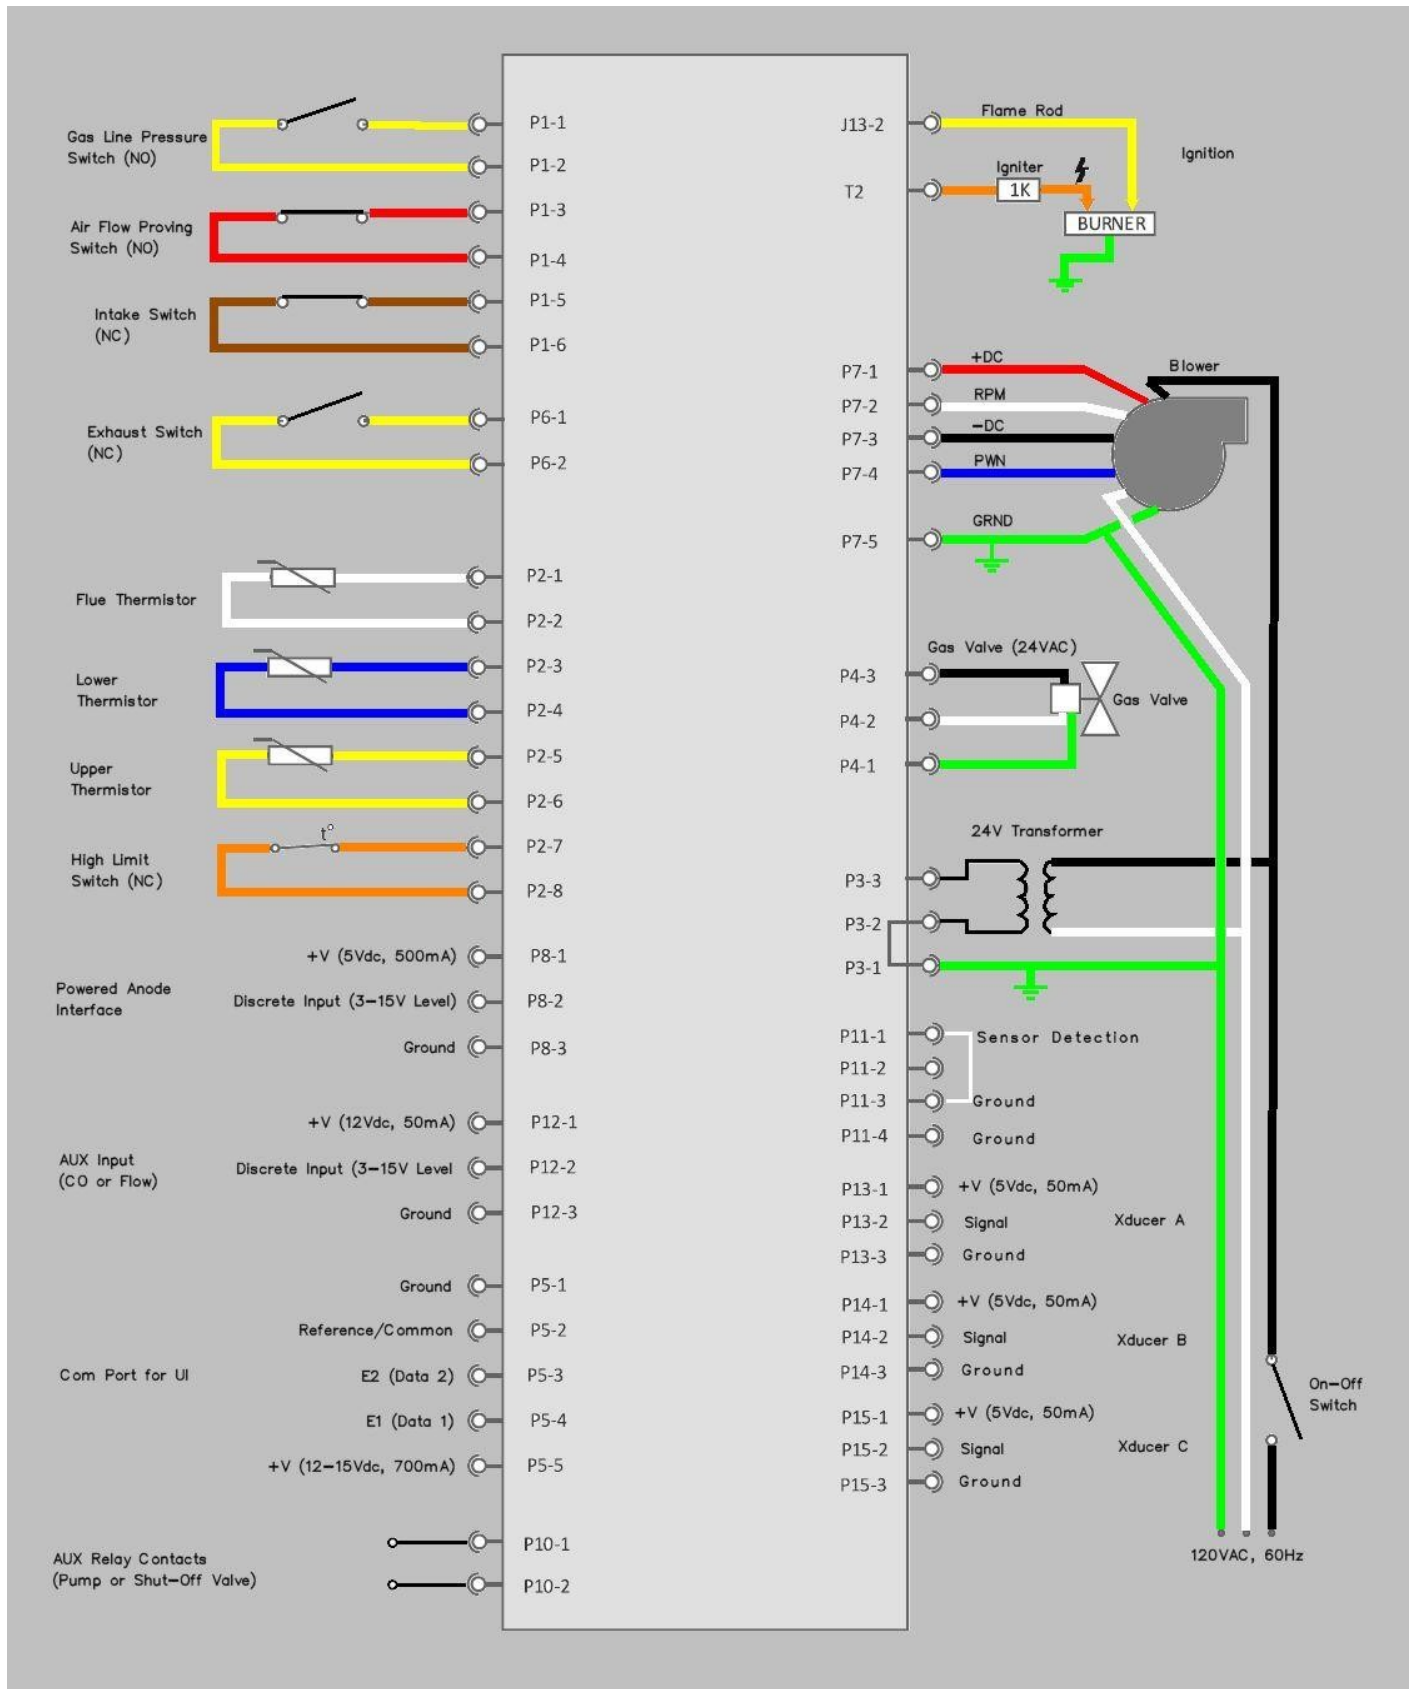 Gas Line Pressure
Switch (NO)
P1-1
P1-2
Air Flow Proving
Switch (NO)
P1-3
P1-4
Intake Switch
(NC)
P1-5
P1-6
Exhaust Switch
(NC)
P6-1
P6-2
Flue Thermistor
P2-1
P2-2
Lower
Thermistor
P2-3
P2-4
Upper
Thermistor
P2-5
P2-6
High Limit
Switch (NC)
t°
P2-7
P2-8
Powered Anode
Interface
+V (5Vdc, 500mA) P8-1
Discrete Input (3-15V Level) P8-2
Ground P8-3
AUX Input
(CO or Flow)
+V (12Vdc, 50mA) P12-1
Discrete Input (3-15V Level P12-2
Ground P12-3
Com Port for UI
Ground P5-1
Reference/Common P5-2
E2 (Data 2) P5-3
E1 (Data 1) P5-4
+V (12-15Vdc, 700mA) P5-5
AUX Relay Contacts
(Pump or Shut-Off Valve)
P10-1
P10-2
J13-2 Flame Rod
Ignition
Igniter
T2 1K
BURNER
Blower
P7-1 +DC
P7-2 RPM
P7-3 -DC
P7-4 PWN
P7-5 GRND
Gas Valve (24VAC)
P4-3
Gas Valve
P4-2
P4-1
24V Transformer
P3-3
P3-2
P3-1
P11-1 Sensor Detection
P11-2
P11-3 Ground
P11-4 Ground
P13-1 +V (5Vdc, 50mA)
P13-2 Signal Xducer A
P13-3 Ground
P14-1 +V (5Vdc, 50mA)
P14-2 Signal Xducer B
P14-3 Ground
P15-1 +V (5Vdc, 50mA)
P15-2 Signal Xducer C
P15-3 Ground
On-Off
Switch
120VAC, 60Hz